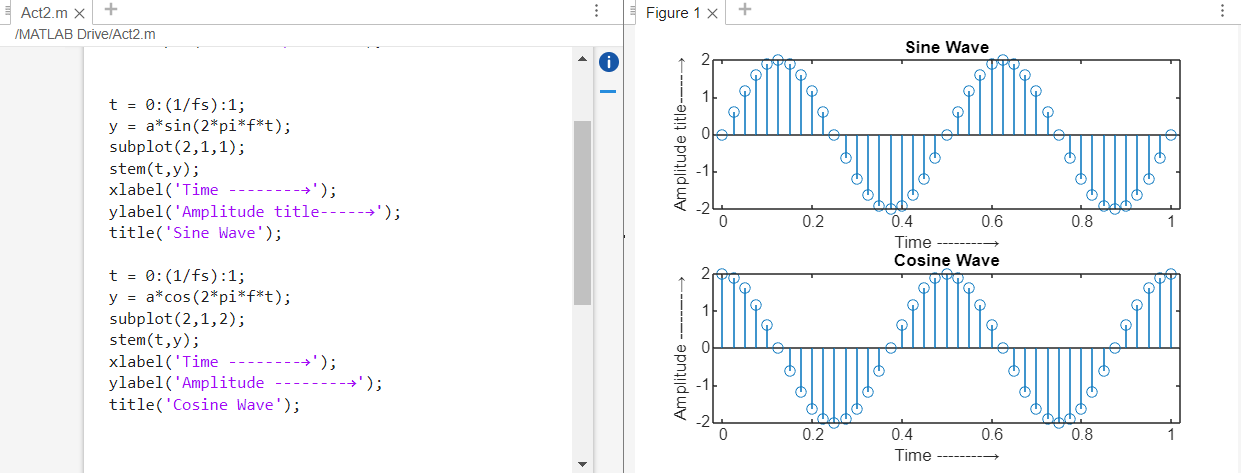 Act2.m
/MATLAB Drive/Act2.m
t = 0:(1/fs):1;
y = a*sin(2*pi*f*t);
subplot(2,1,1);
stem(t,y);
xlabel('Time --------→');
ylabel('Amplitude title-----→');
title('Sine Wave');
t = 0:(1/fs):1;
y = a*cos(2*pi*f*t);
subplot(2,1,2);
stem(t,y);
xlabel('Time --------→');
ylabel('Amplitude --------→');
title('Cosine Wave');
Figure 1
Sine Wave
Amplitude title-----→
2
1
0
-1
-2
0 0.2 0.4 0.6 0.8 1
Time --------→
Cosine Wave
Amplitude --------→
2
1
0
-1
-2
0 0.2 0.4 0.6 0.8 1
Time --------→